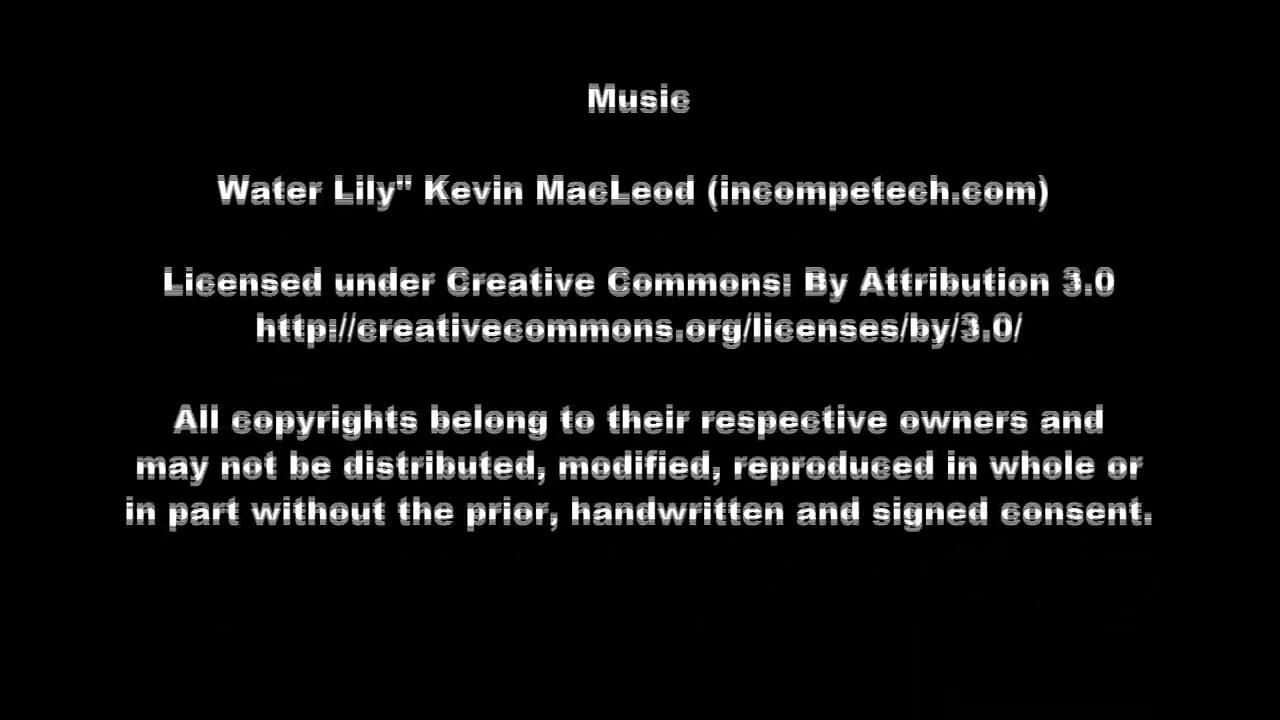 Music
Water Lily" Kevin MacLeod (incompetech.com)
Licensed under Creative Commons: By Attribution 3.0
http://creativecommons.org/licenses/by/3.0/
All copyrights belong to their respective owners and
may not be distributed, modified, reproduced in whole or
in part without the prior, handwritten and signed consent.